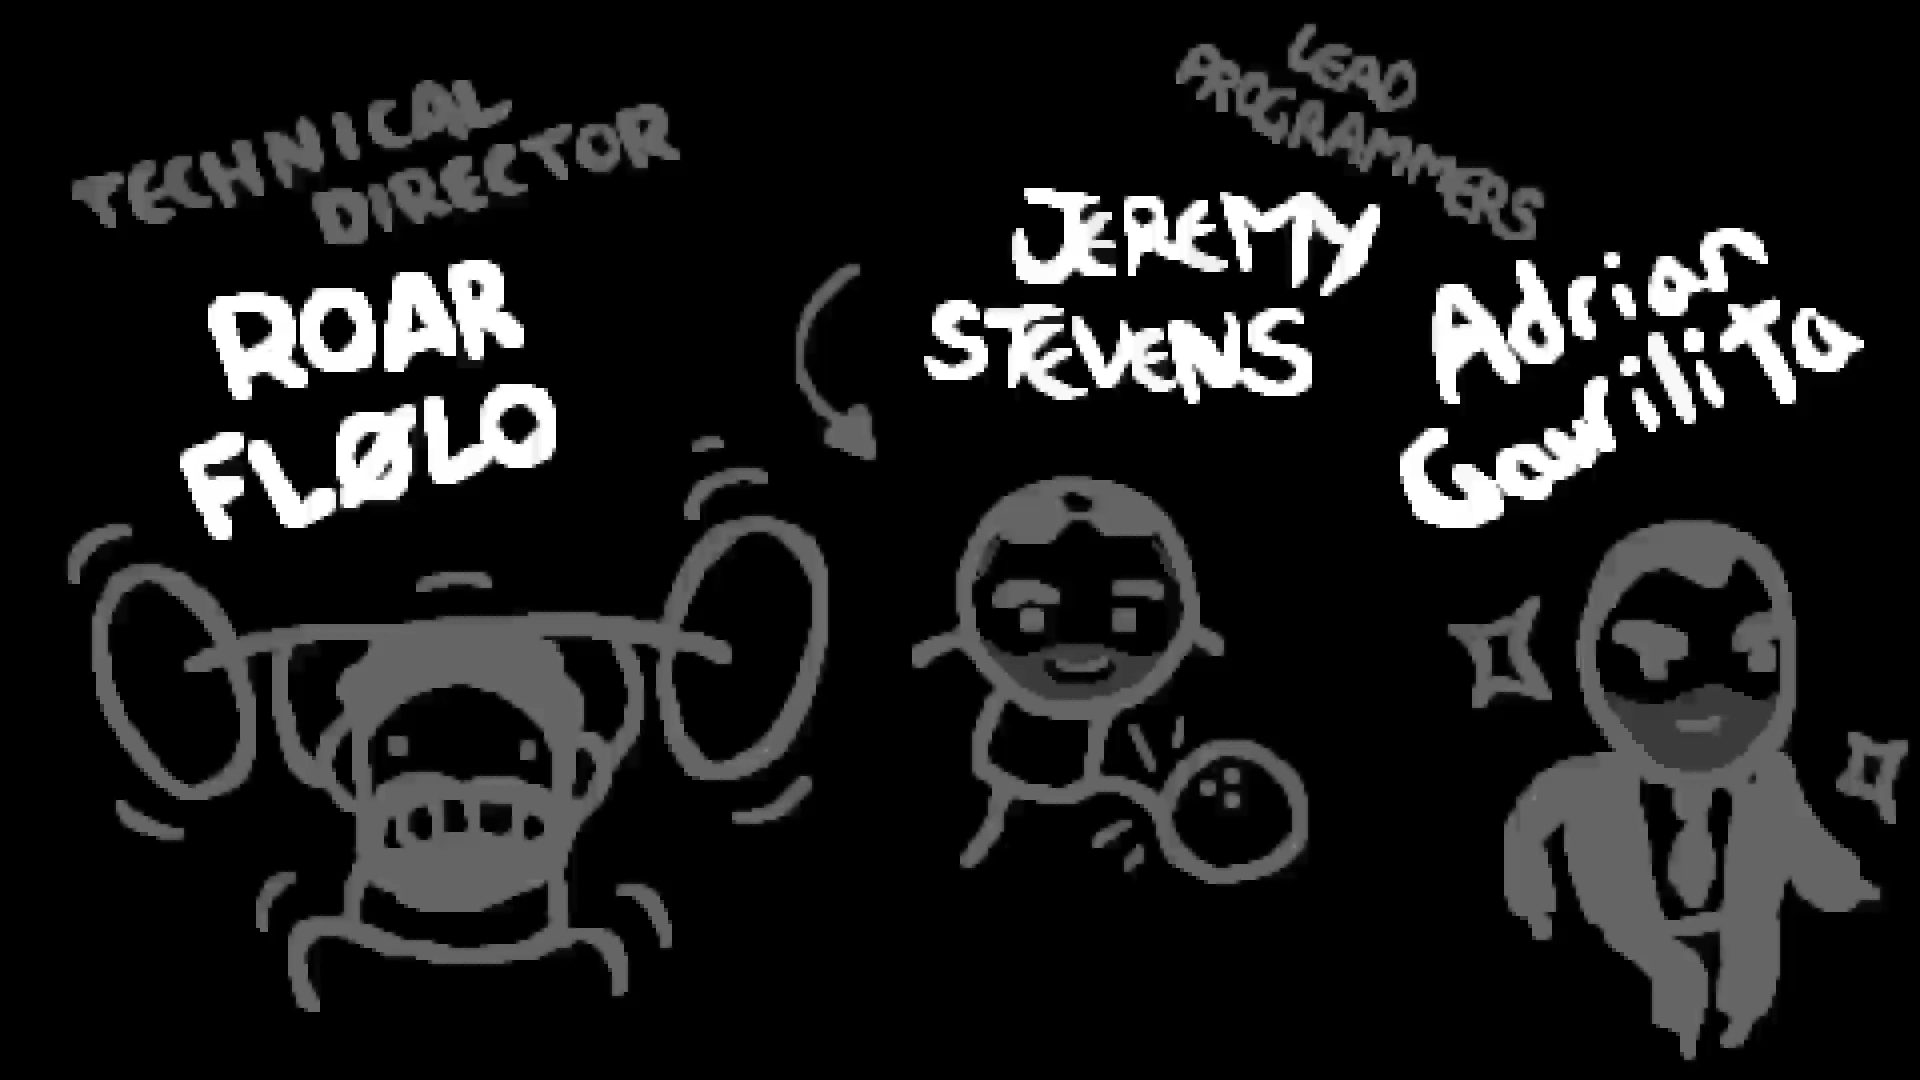 TECHNICAL
DIRECTOR
ROAR
FLØLO
LEAD
PROGRAMMERS
JEREMY
STEVENS
Adrian
Gavrilita